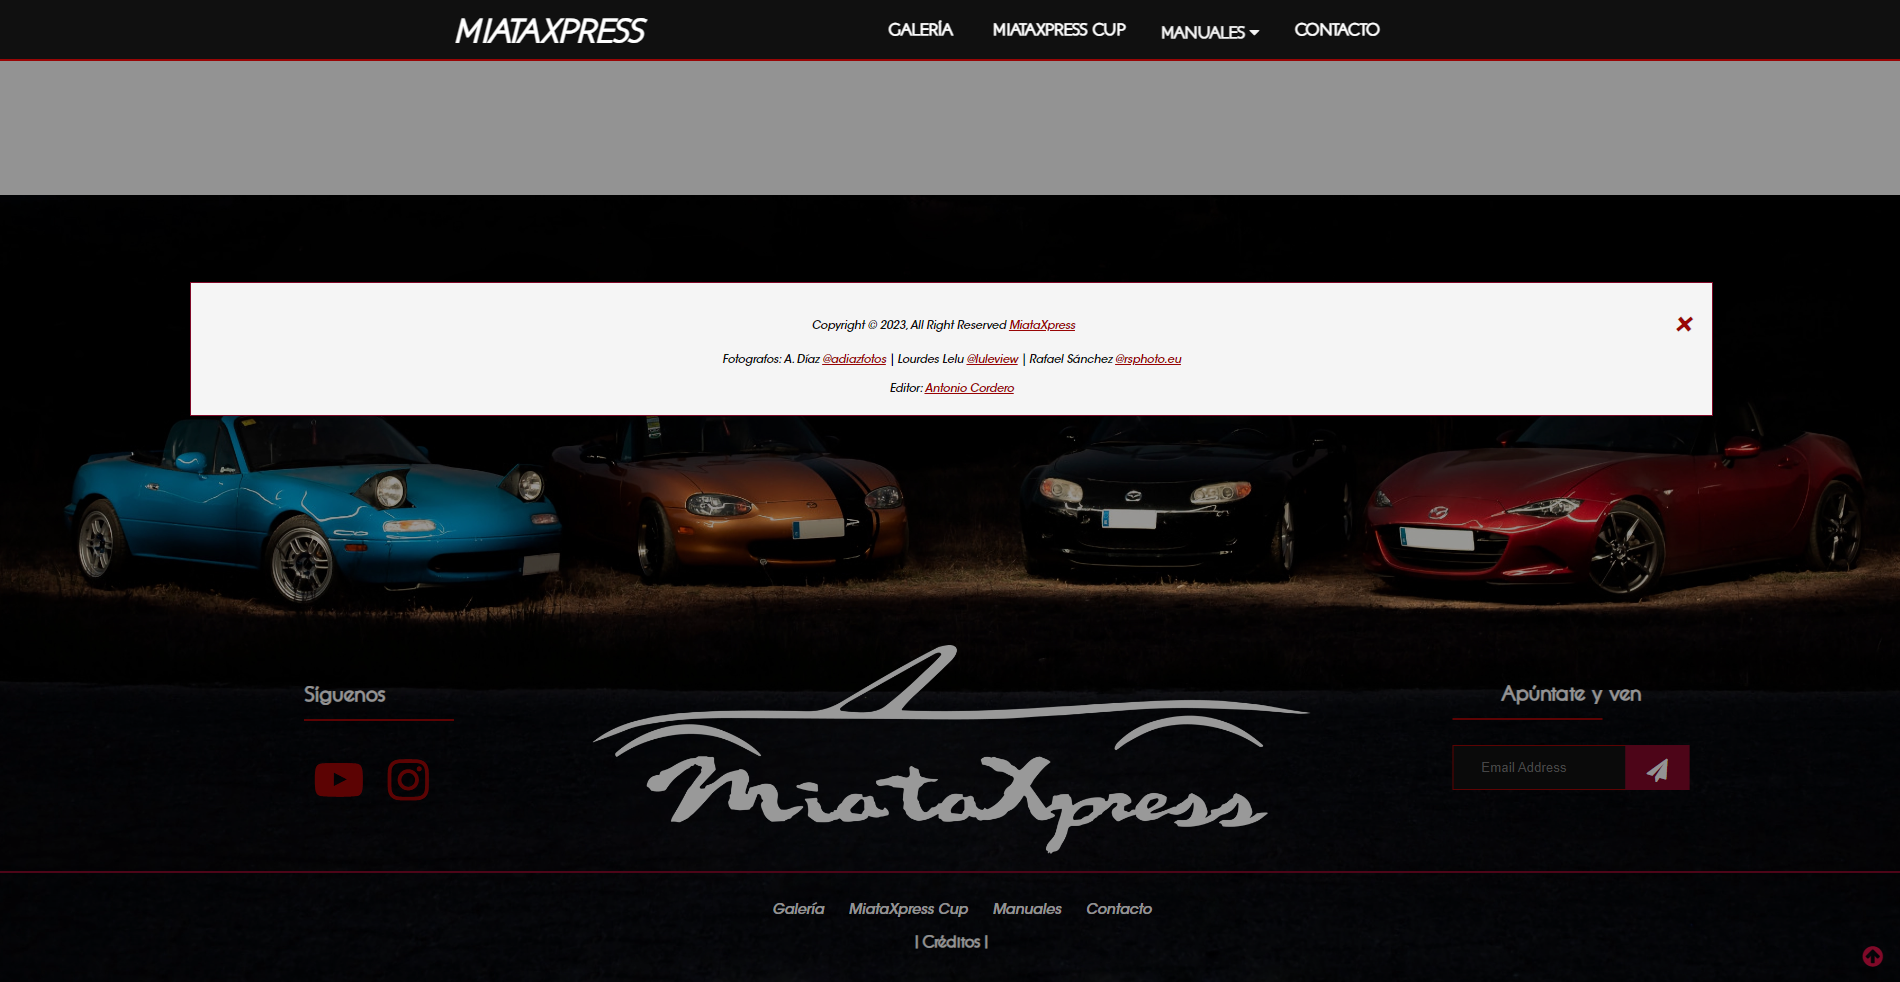 MIATAXPRESS
GALERÍA MIATAXPRESS CUP MANUALES CONTACTO
Copyright © 2023, All Right Reserved MiataXpress
Fotografos: A. Díaz @adiazfotos | Lourdes Lelu @luleview | Rafael Sánchez @rsphoto.eu
Editor: Antonio Cordero
Síguenos
MiataXpress
Apúntate y ven
Email Address
Galería MiataXpress Cup Manuales Contacto
| Créditos |